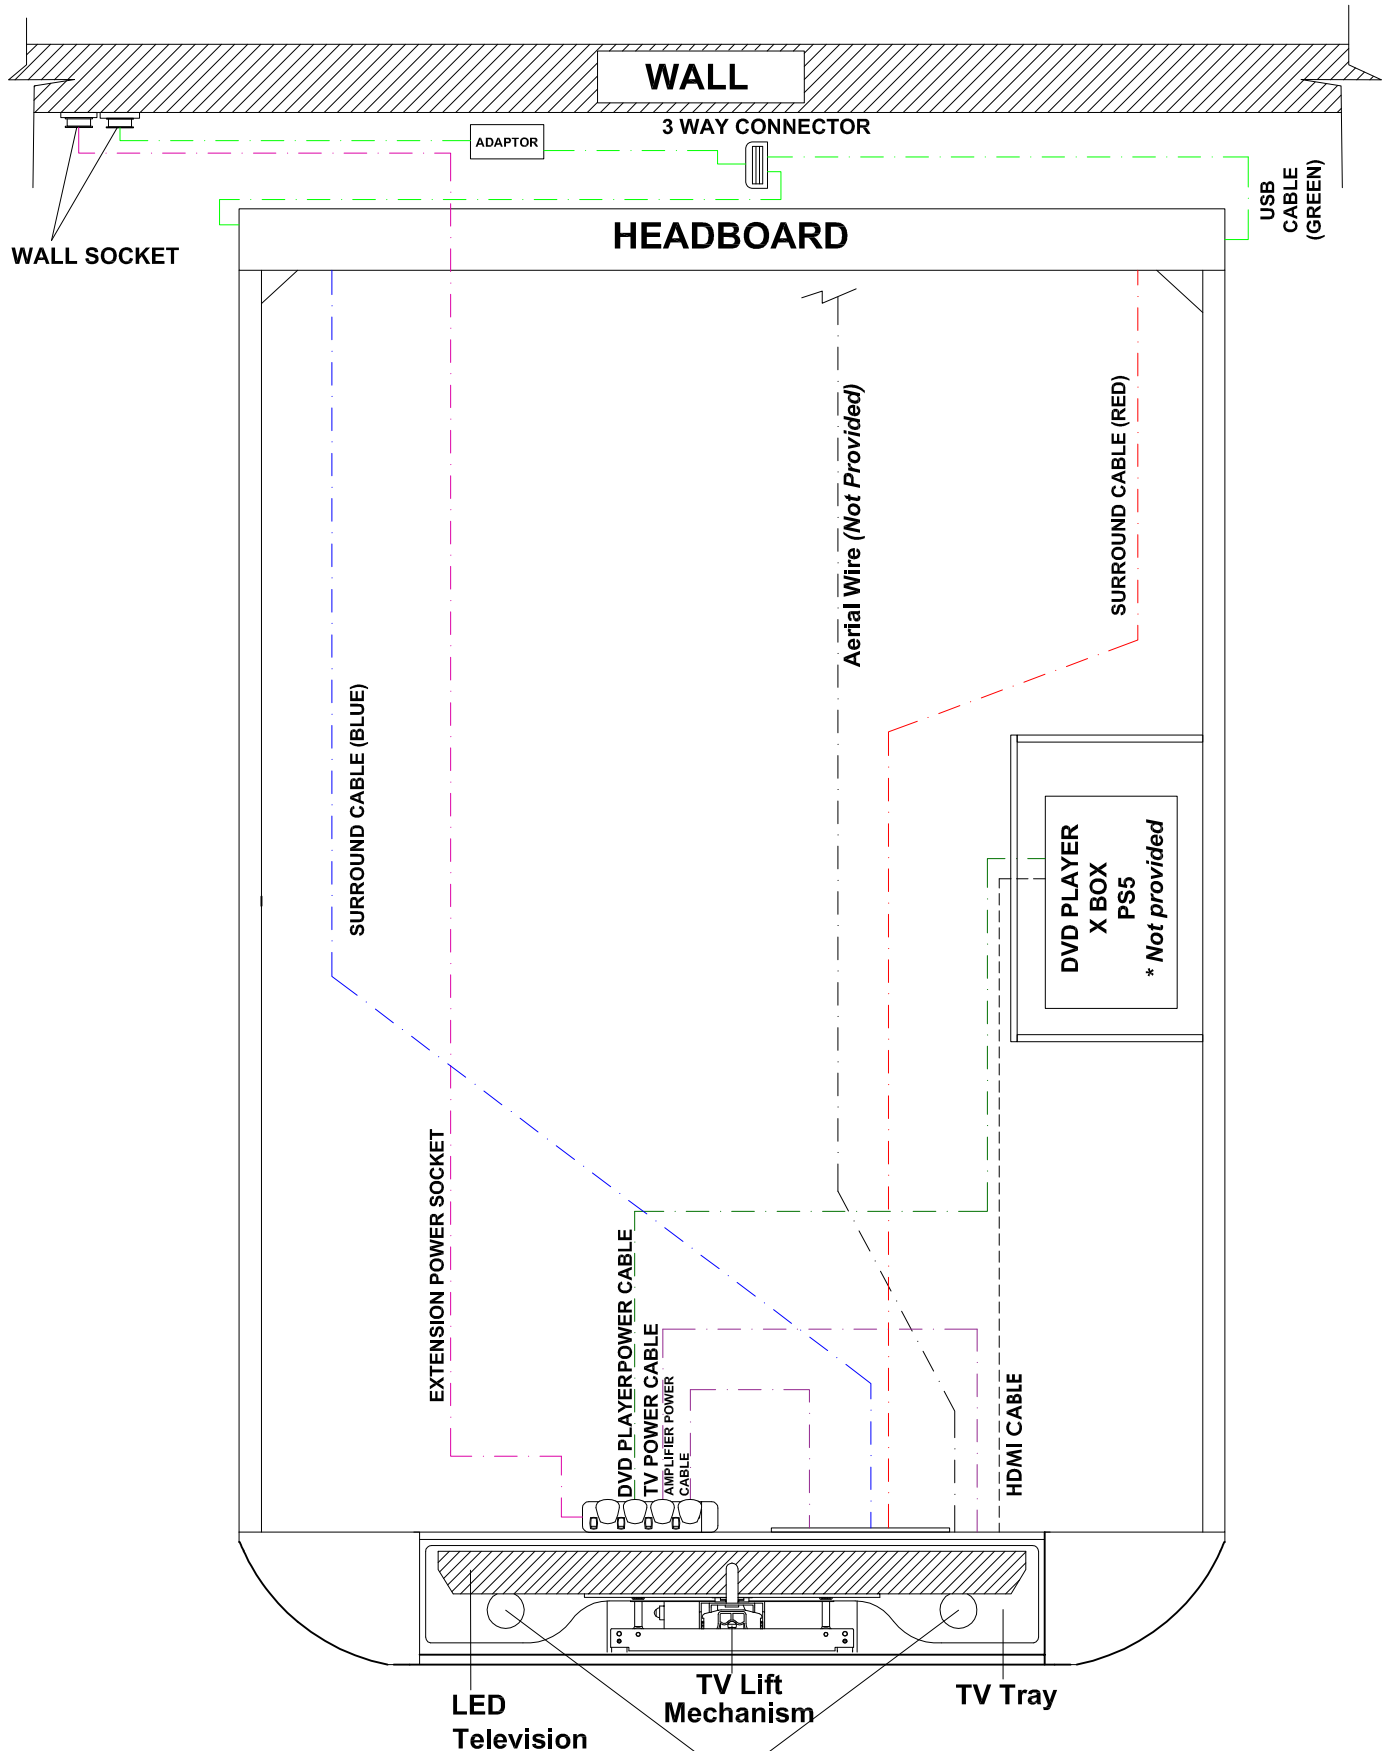 WALL
3 WAY CONNECTOR
ADAPTOR
USB
CABLE
(GREEN)
WALL SOCKET
HEADBOARD
SURROUND CABLE (RED)
Aerial Wire (Not Provided)
SURROUND CABLE (BLUE)
DVD PLAYER
X BOX
PS5
* Not provided
EXTENSION POWER SOCKET
DVD PLAYERPOWER CABLE
TV POWER CABLE
AMPLIFIER POWER
CABLE
HDMI CABLE
TV Lift
Mechanism
TV Tray
LED
Television